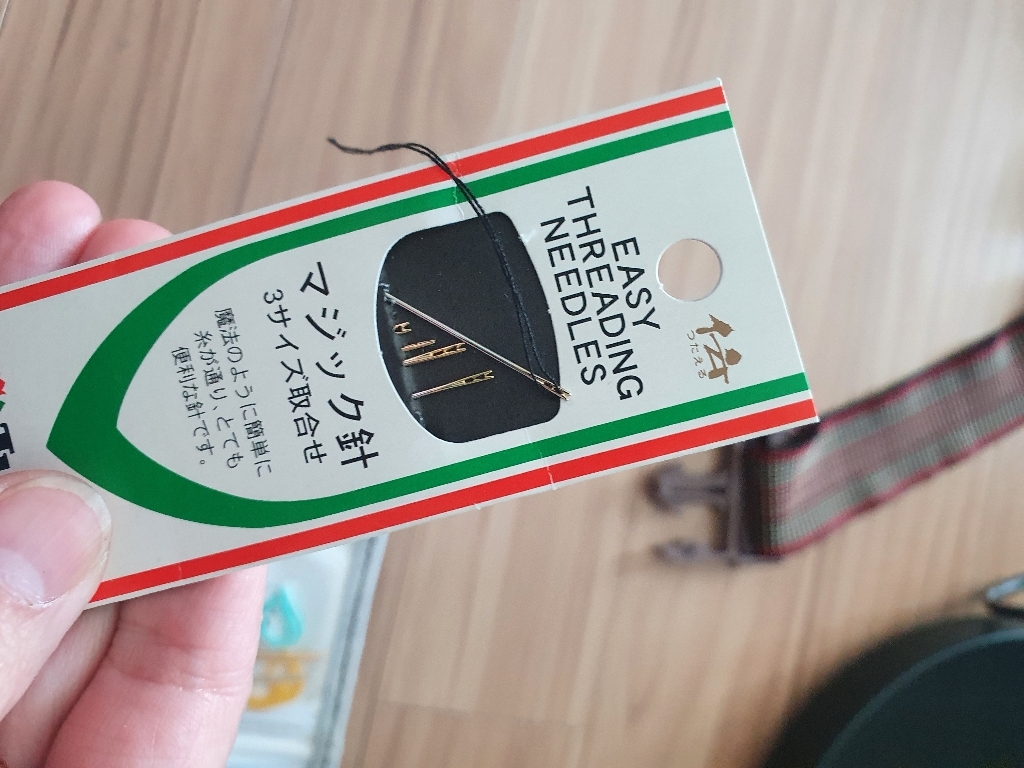 EASY
THREADING
NEEDLES
つたえる
マジック針
3サイズ取合せ
魔法のように簡単に
糸が通り、とても
便利な針です。